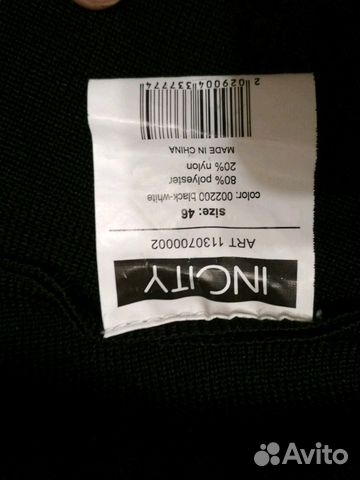 INCITY
ART 1130700002
size: 46
color: 002200 black-white
80% polyester
20% nylon
MADE IN CHINA
2 029004 337774
Avito